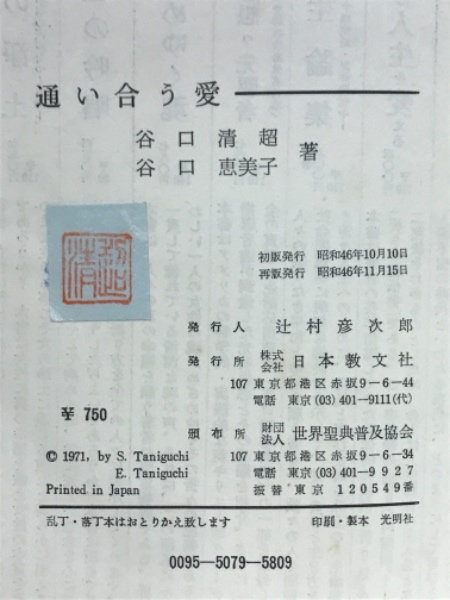 通い合う愛
谷口清超
谷口恵美子
著
清超
初版発行 昭和46年10月10日
再版発行 昭和46年11月15日
発行人 辻村彦次郎
発行所 株式会社 日本教文社
107 東京都港区赤坂9-6-44
電話 東京(03)401-9111(代)
¥ 750
頒布所 財団法人 世界聖典普及協会
© 1971, by S. Taniguchi
107 東京都港区赤坂9-6-34
E. Taniguchi
電話 東京(03)401-9927
Printed in Japan
振替東京 120549番
乱丁・落丁本はおとりかえ致します
印刷・製本 光明社
0095-5079-5809